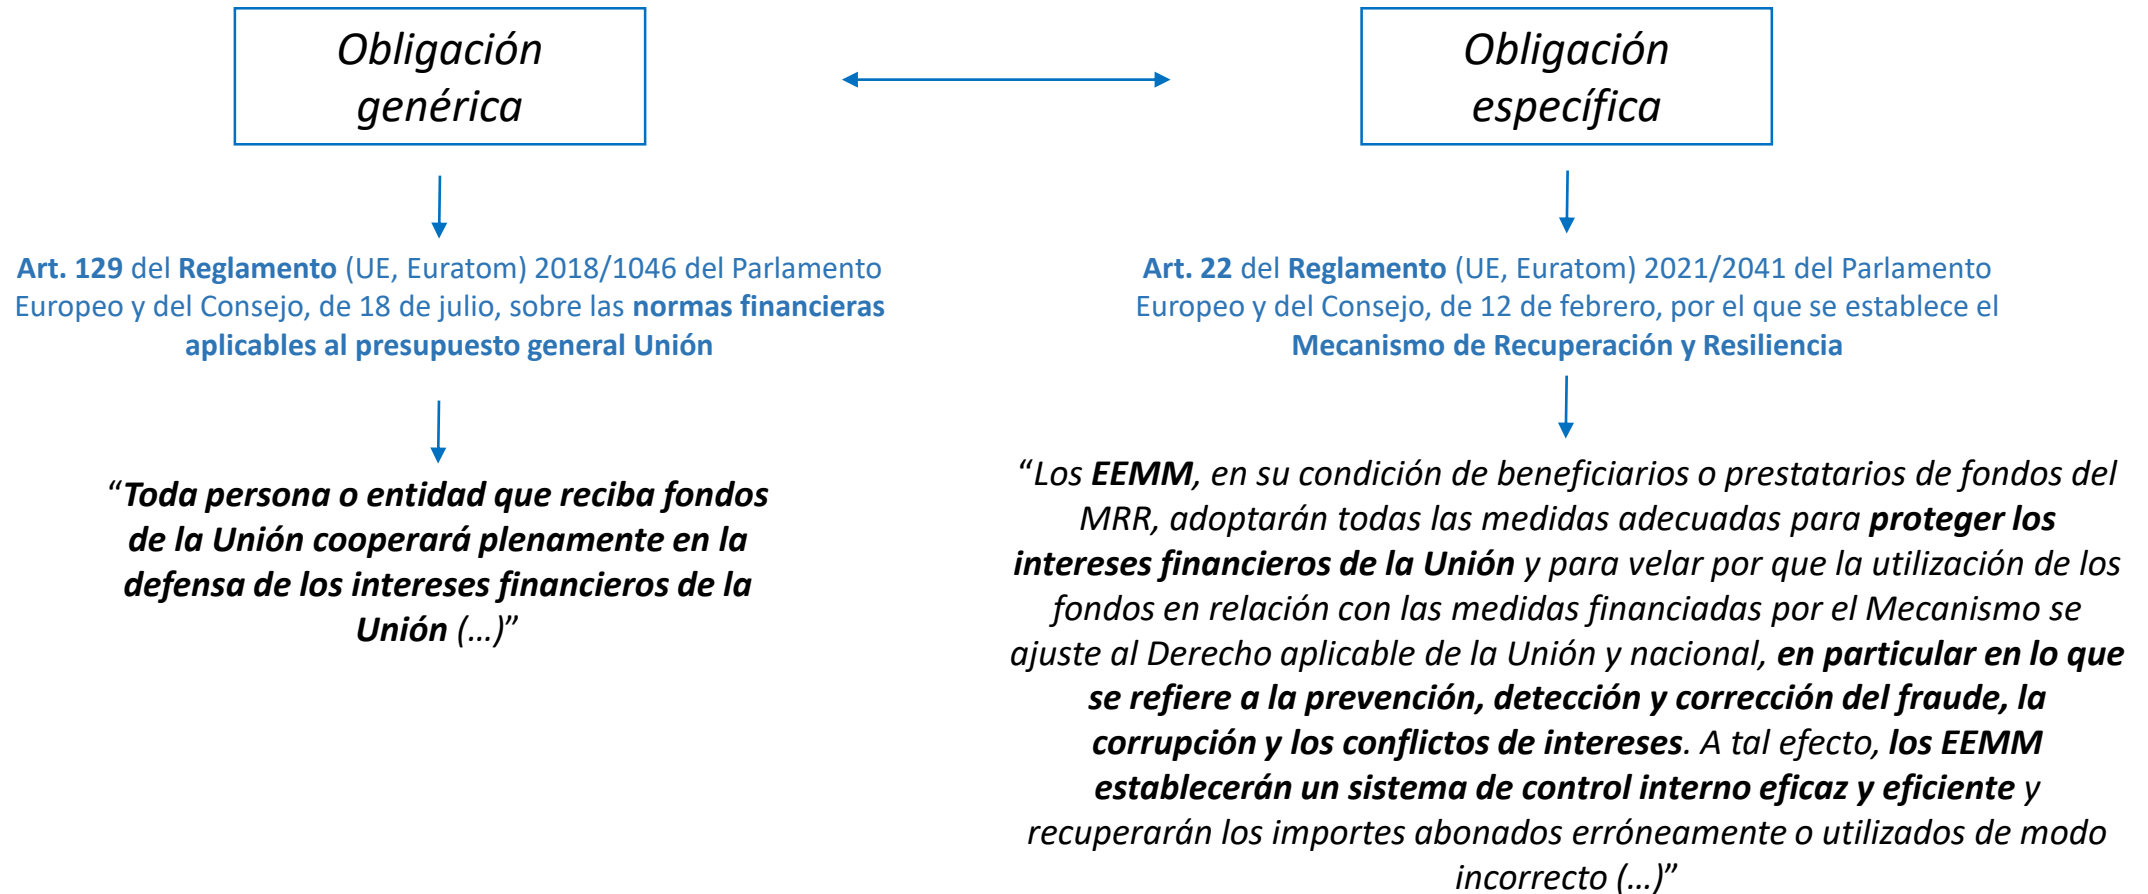 Obligación
genérica
Art. 129 del Reglamento (UE, Euratom) 2018/1046 del Parlamento
Europeo y del Consejo, de 18 de julio, sobre las normas financieras
aplicables al presupuesto general Unión
“Toda persona o entidad que reciba fondos
de la Unión cooperará plenamente en la
defensa de los intereses financieros de la
Unión (…)”
Obligación
específica
Art. 22 del Reglamento (UE, Euratom) 2021/2041 del Parlamento
Europeo y del Consejo, de 12 de febrero, por el que se establece el
Mecanismo de Recuperación y Resiliencia
“Los EEMM, en su condición de beneficiarios o prestatarios de fondos del
MRR, adoptarán todas las medidas adecuadas para proteger los
intereses financieros de la Unión y para velar por que la utilización de los
fondos en relación con las medidas financiadas por el Mecanismo se
ajuste al Derecho aplicable de la Unión y nacional, en particular en lo que
se refiere a la prevención, detección y corrección del fraude, la
corrupción y los conflictos de intereses. A tal efecto, los EEMM
establecerán un sistema de control interno eficaz y eficiente y
recuperarán los importes abonados erróneamente o utilizados de modo
incorrecto (…)”